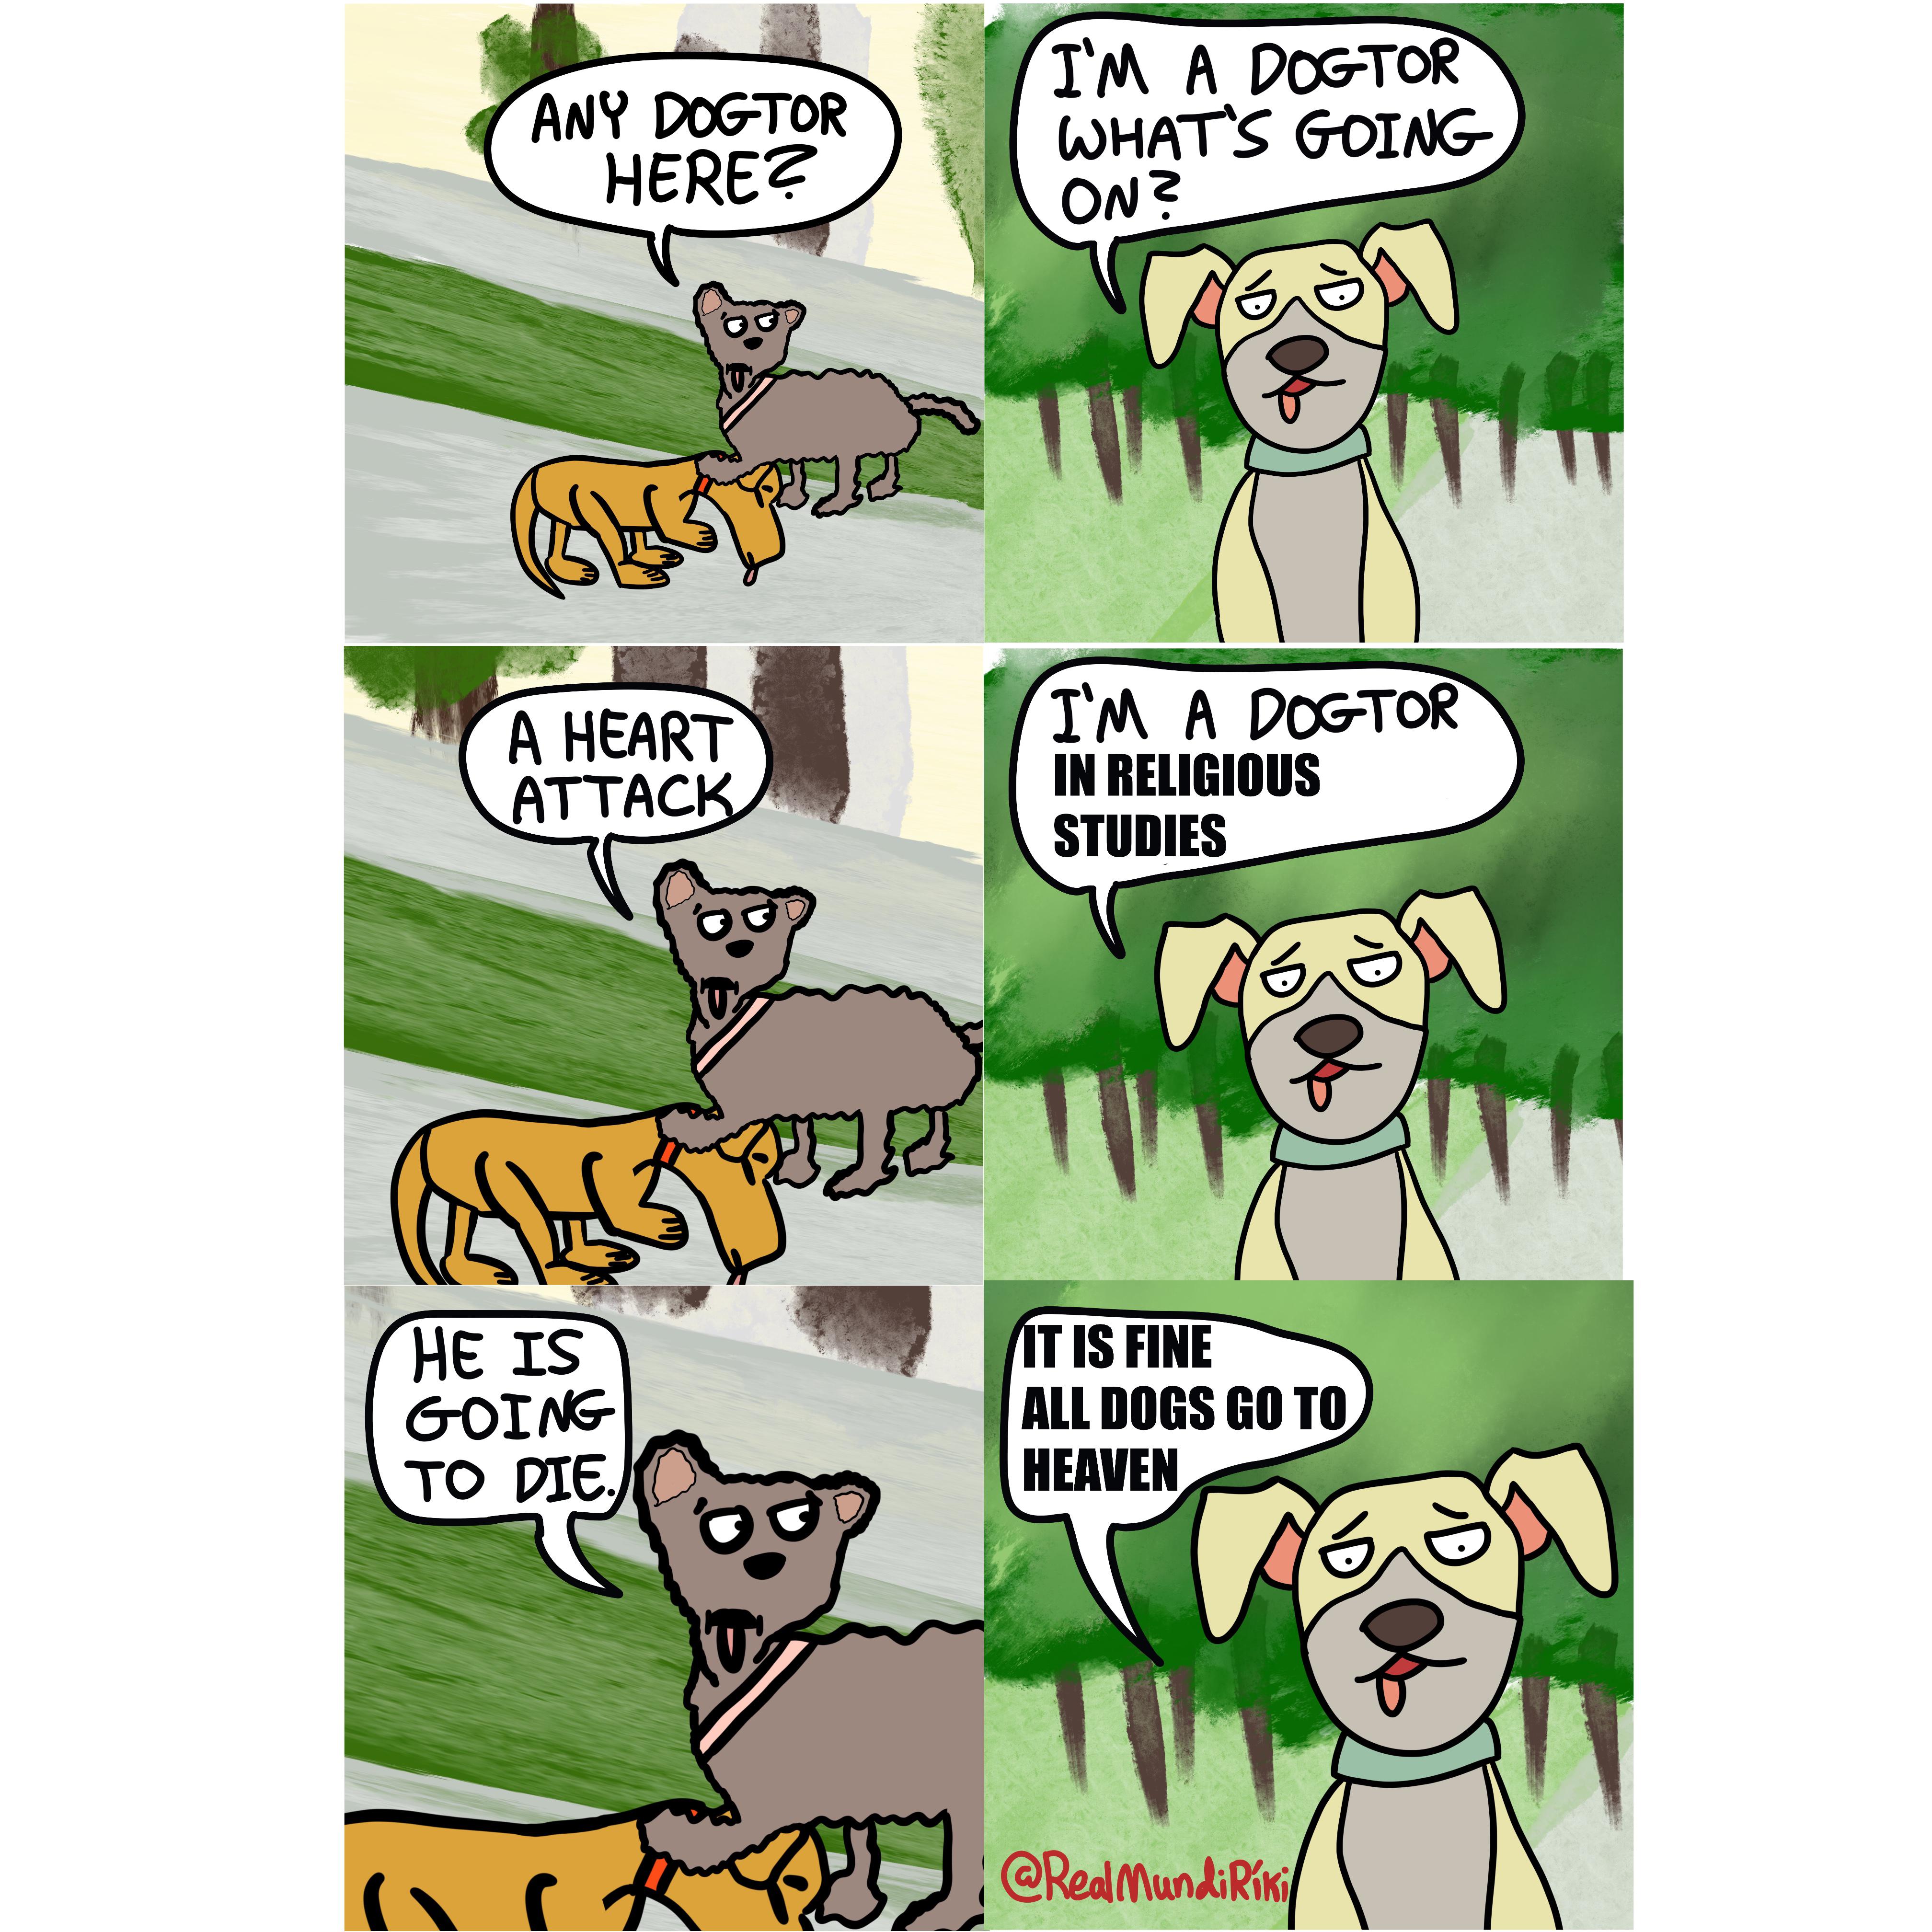 ANY DOGTOR
HERE?
I'M A DOGTOR
WHAT'S GOING
ON?
A HEART
ATTACK
I'M A DOGTOR
IN RELIGIOUS
STUDIES
HE IS
GOING
TO DIE.
IT IS FINE
ALL DOGS GO TO
HEAVEN
@RealMundiRíki